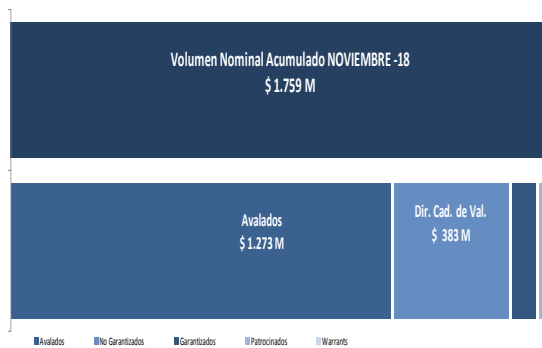 Volumen Nominal Acumulado NOVIEMBRE -18
$ 1.759 M
Avalados
$ 1.273 M
Dir. Cad. de Val.
$ 383 M
Avalados No Garantizados Garantizados Patrocinados Warrants